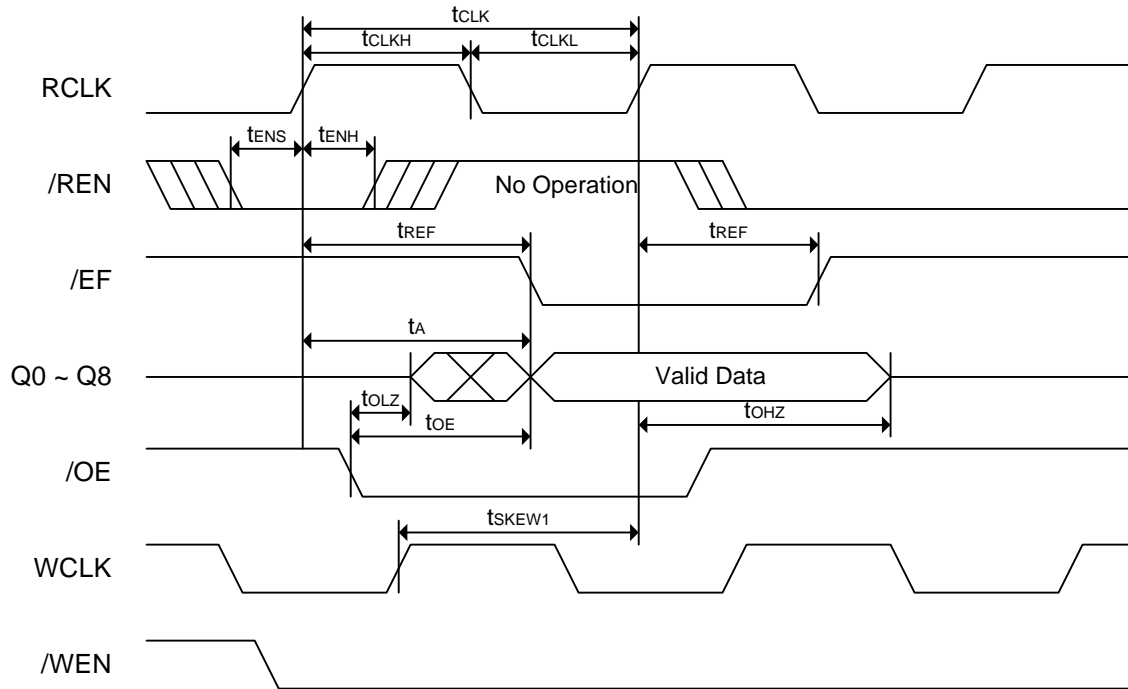 tCLK
tCLKH tCLKL
RCLK
tENS tENH
/REN No Operation
tREF tREF
/EF
tA
Q0 ~ Q8 Valid Data
tOLZ tOHZ
tOE
/OE
tSKEW1
WCLK
/WEN